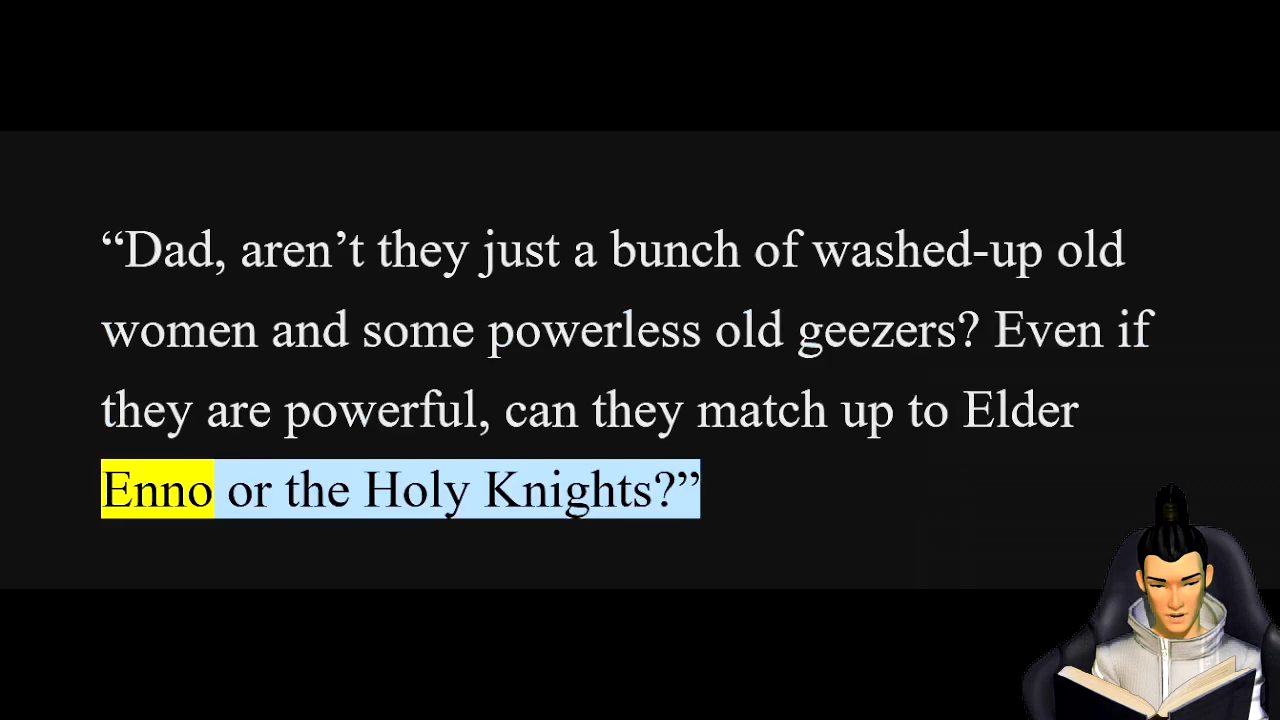 “Dad, aren’t they just a bunch of washed-up old
women and some powerless old geezers? Even if
they are powerful, can they match up to Elder
Enno or the Holy Knights?”